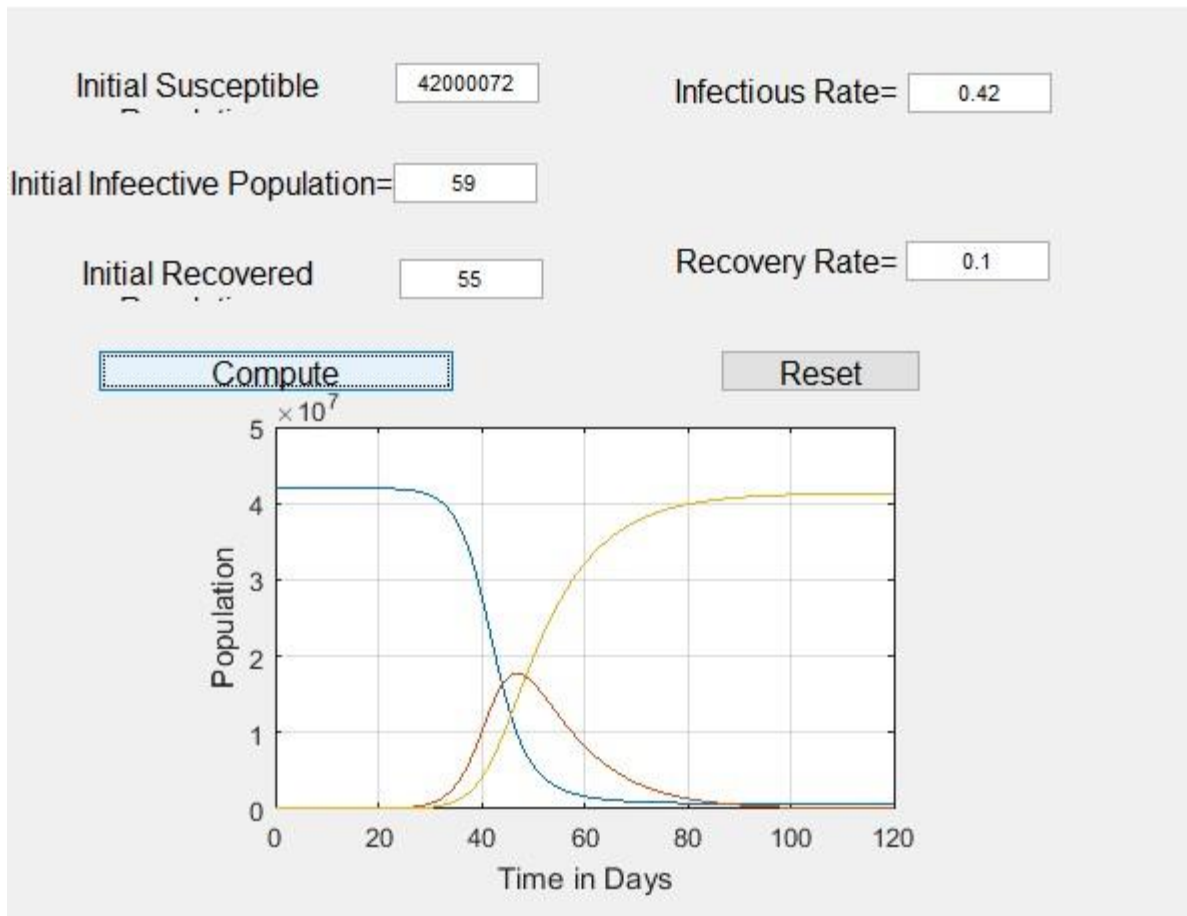 Initial Susceptible
42000072
Infectious Rate=
0.42
Initial Infeective Population=
59
Initial Recovered
55
Recovery Rate=
0.1
Compute
Reset
×10^7
5
4
3
2
1
0
Population
0 20 40 60 80 100 120
Time in Days